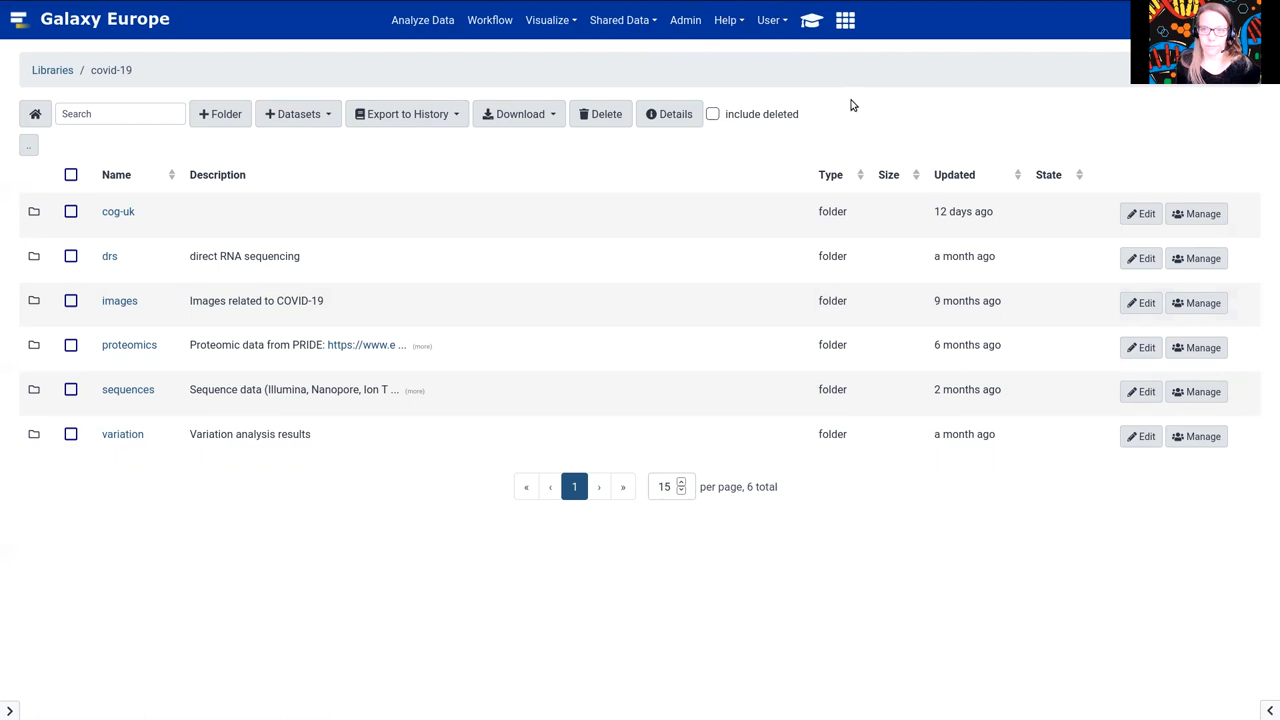 Galaxy Europe
Analyze Data Workflow Visualize Shared Data Admin Help User
Libraries / covid-19
Search Folder Datasets Export to History Download Delete Details include deleted
..
Name Description Type Size Updated State
cog-uk folder 12 days ago Edit Manage
drs direct RNA sequencing folder a month ago Edit Manage
images Images related to COVID-19 folder 9 months ago Edit Manage
proteomics Proteomic data from PRIDE: https://www.e ... (more) folder 6 months ago Edit Manage
sequences Sequence data (Illumina, Nanopore, Ion T ... (more) folder 2 months ago Edit Manage
variation Variation analysis results folder a month ago Edit Manage
« ‹ 1 › » 15 per page, 6 total